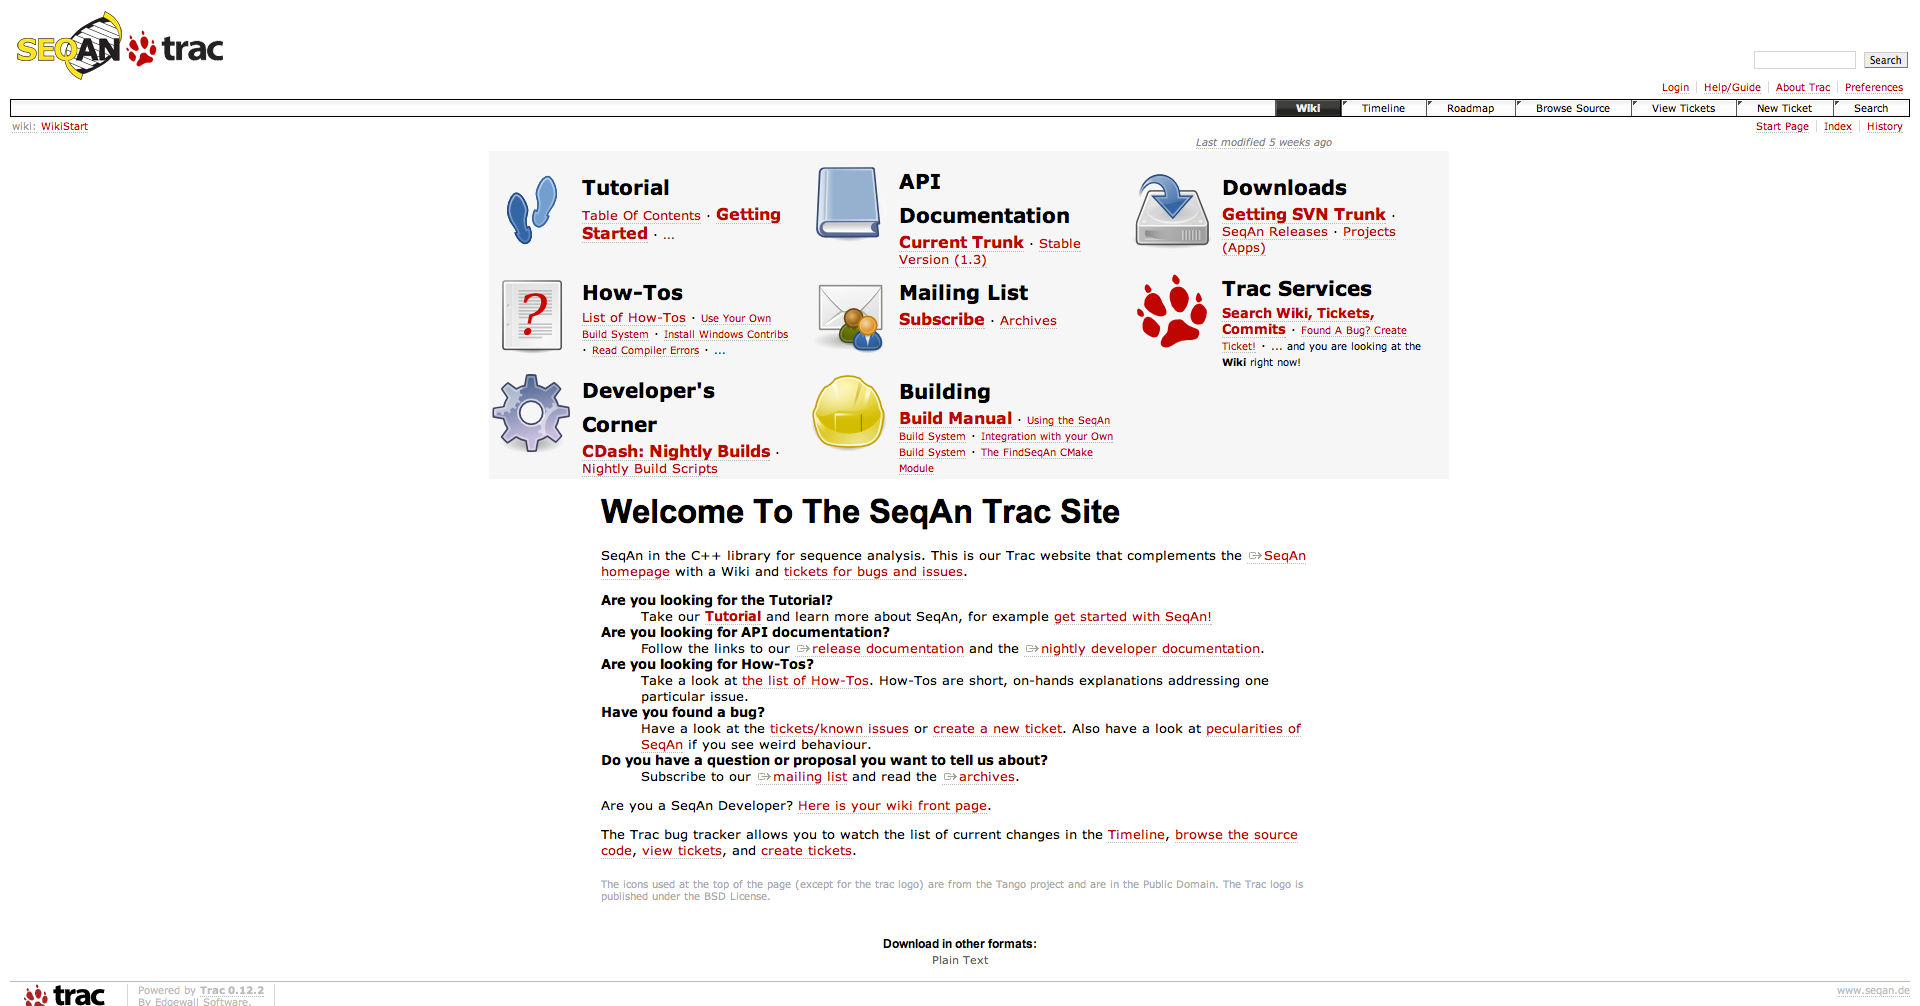 SEQAN trac
Search
Login Help/Guide About Trac Preferences
Wiki Timeline Roadmap Browse Source View Tickets New Ticket Search
wiki: WikiStart
Start Page Index History
Last modified 5 weeks ago
Tutorial
Table Of Contents · Getting
Started · ...
API
Documentation
Current Trunk · Stable
Version (1.3)
Downloads
Getting SVN Trunk ·
SeqAn Releases · Projects
(Apps)
How-Tos
List of How-Tos · Use Your Own
Build System · Install Windows Contribs
· Read Compiler Errors · ...
Mailing List
Subscribe · Archives
Trac Services
Search Wiki, Tickets,
Commits · Found A Bug? Create
Ticket! · ... and you are looking at the
Wiki right now!
Developer's
Corner
CDash: Nightly Builds ·
Nightly Build Scripts
Building
Build Manual · Using the SeqAn
Build System · Integration with your Own
Build System · The FindSeqAn CMake
Module
Welcome To The SeqAn Trac Site
SeqAn in the C++ library for sequence analysis. This is our Trac website that complements the SeqAn
homepage with a Wiki and tickets for bugs and issues.
Are you looking for the Tutorial?
Take our Tutorial and learn more about SeqAn, for example get started with SeqAn!
Are you looking for API documentation?
Follow the links to our release documentation and the nightly developer documentation.
Are you looking for How-Tos?
Take a look at the list of How-Tos. How-Tos are short, on-hands explanations addressing one
particular issue.
Have you found a bug?
Have a look at the tickets/known issues or create a new ticket. Also have a look at pecularities of
SeqAn if you see weird behaviour.
Do you have a question or proposal you want to tell us about?
Subscribe to our mailing list and read the archives.
Are you a SeqAn Developer? Here is your wiki front page.
The Trac bug tracker allows you to watch the list of current changes in the Timeline, browse the source
code, view tickets, and create tickets.
The icons used at the top of the page (except for the trac logo) are from the Tango project and are in the Public Domain. The Trac logo is
published under the BSD License.
Download in other formats:
Plain Text
trac
Powered by Trac 0.12.2
By Edgewall Software.
www.seqan.de